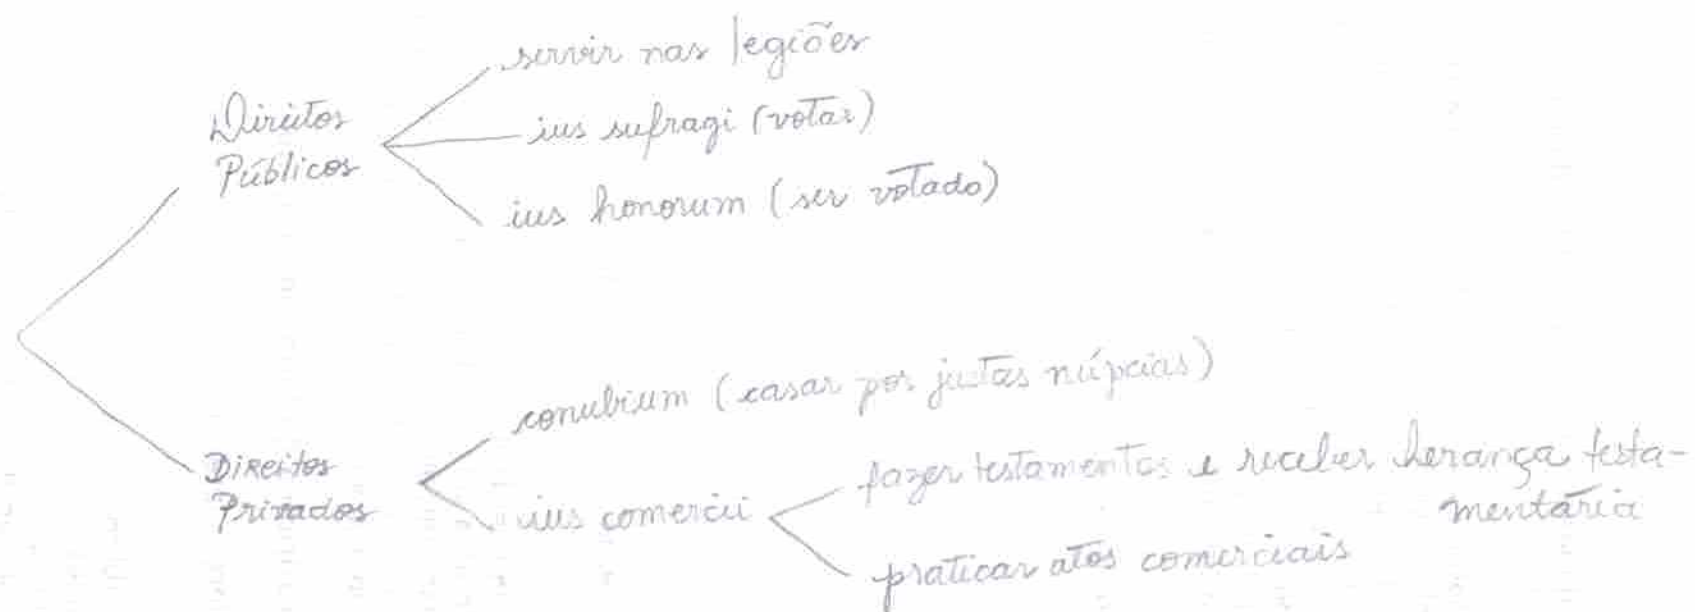 servir nas legiões
Direitos
Públicos
ius sufragi (votar)
ius honorum (ser votado)
conubium (casar por justas núpcias)
Direitos
Privados
ius comercii
fazer testamentos e receber herança testa-
mentária
praticar atos comerciais